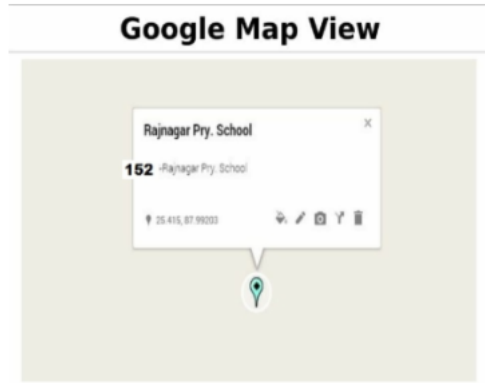 Google Map View
Rajnagar Pry. School
152 -Rajnagar Pry. School
25.415, 87.99203